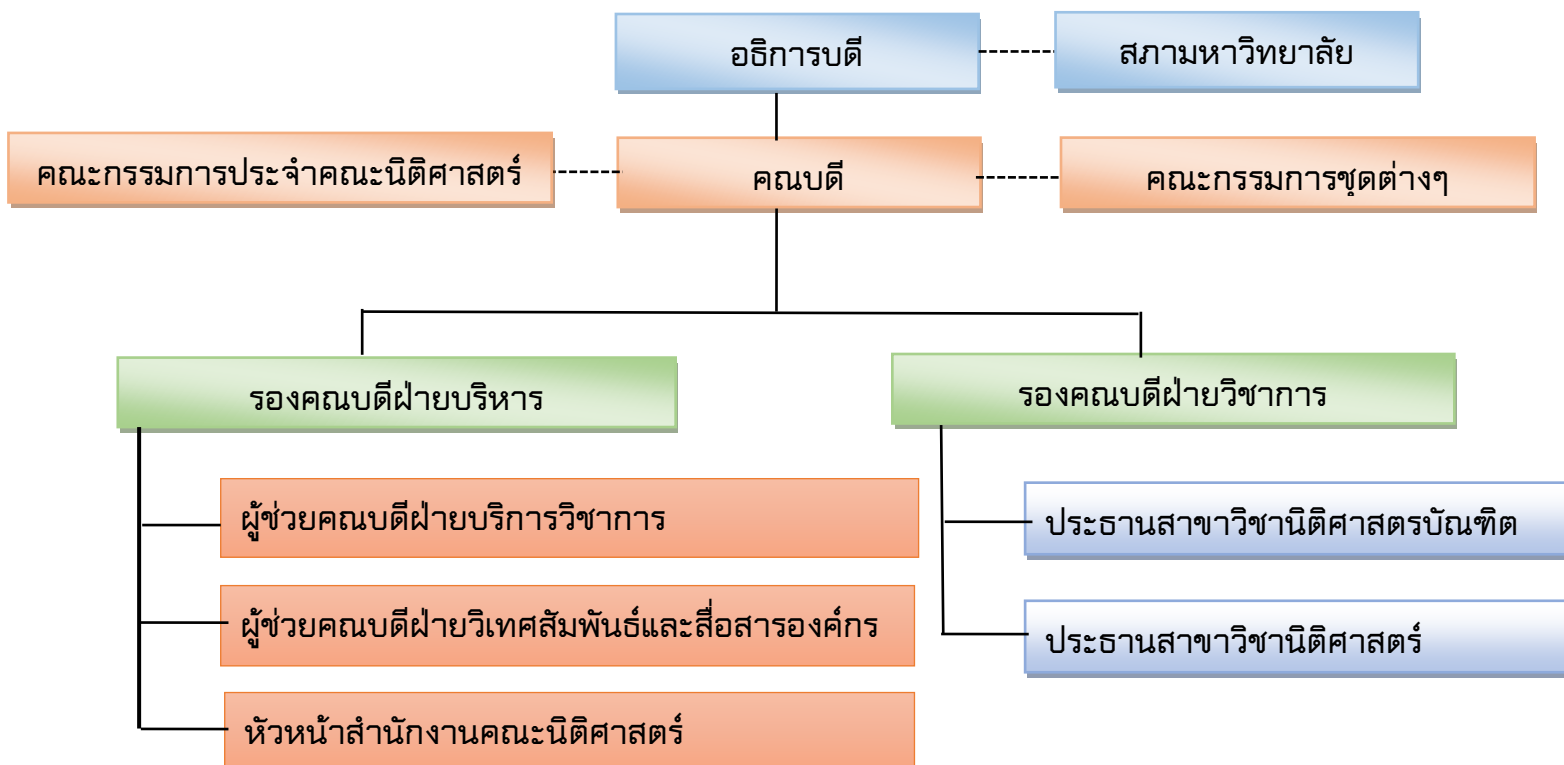 อธิการบดี
สภามหาวิทยาลัย
คณะกรรมการประจำคณะนิติศาสตร์
คณบดี
คณะกรรมการชุดต่างๆ
รองคณบดีฝ่ายบริหาร
รองคณบดีฝ่ายวิชาการ
ผู้ช่วยคณบดีฝ่ายบริการวิชาการ
ผู้ช่วยคณบดีฝ่ายวิเทศสัมพันธ์และสื่อสารองค์กร
หัวหน้าสำนักงานคณะนิติศาสตร์
ประธานสาขาวิชานิติศาสตรบัณฑิต
ประธานสาขาวิชานิติศาสตร์